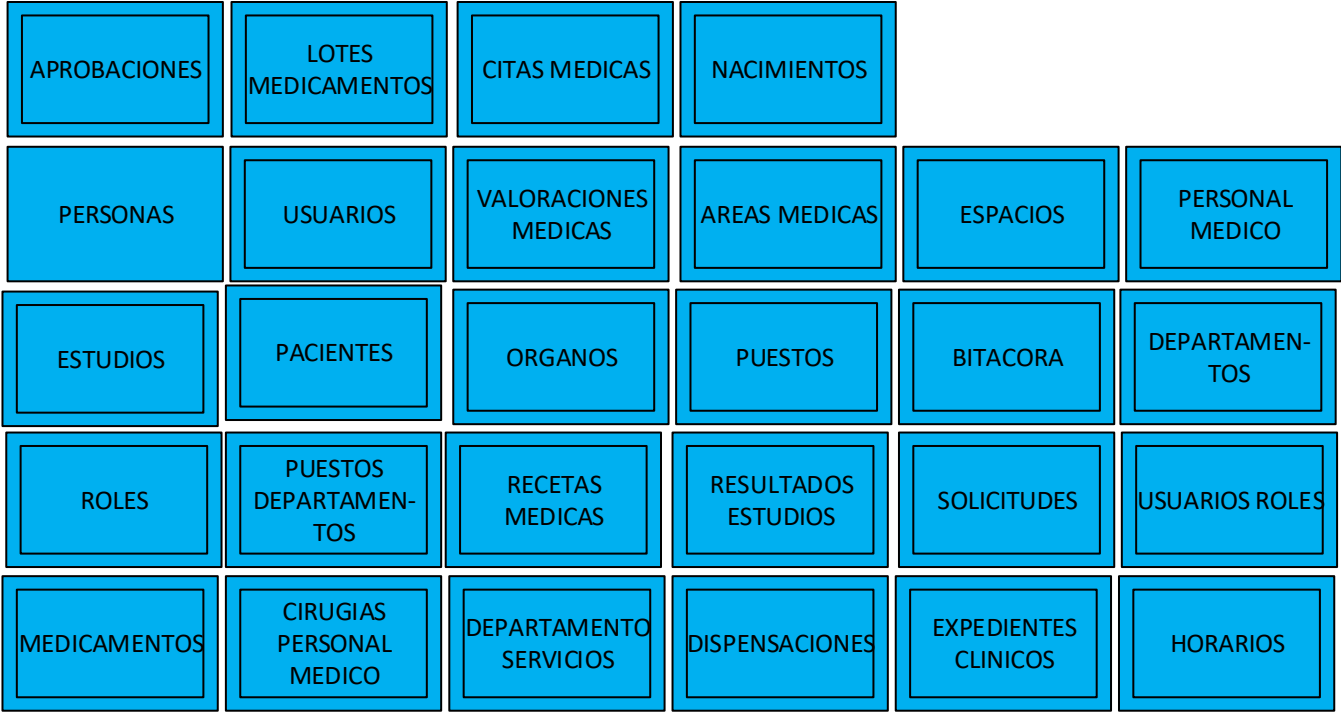 APROBACIONES
LOTES
MEDICAMENTOS
CITAS MEDICAS
NACIMIENTOS
PERSONAS
USUARIOS
VALORACIONES
MEDICAS
AREAS MEDICAS
ESPACIOS
PERSONAL
MEDICO
ESTUDIOS
PACIENTES
ORGANOS
PUESTOS
BITACORA
DEPARTAMEN-
TOS
ROLES
PUESTOS
DEPARTAMEN-
TOS
RECETAS
MEDICAS
RESULTADOS
ESTUDIOS
SOLICITUDES
USUARIOS ROLES
MEDICAMENTOS
CIRUGIAS
PERSONAL
MEDICO
DEPARTAMENTO
SERVICIOS
DISPENSACIONES
EXPEDIENTES
CLINICOS
HORARIOS